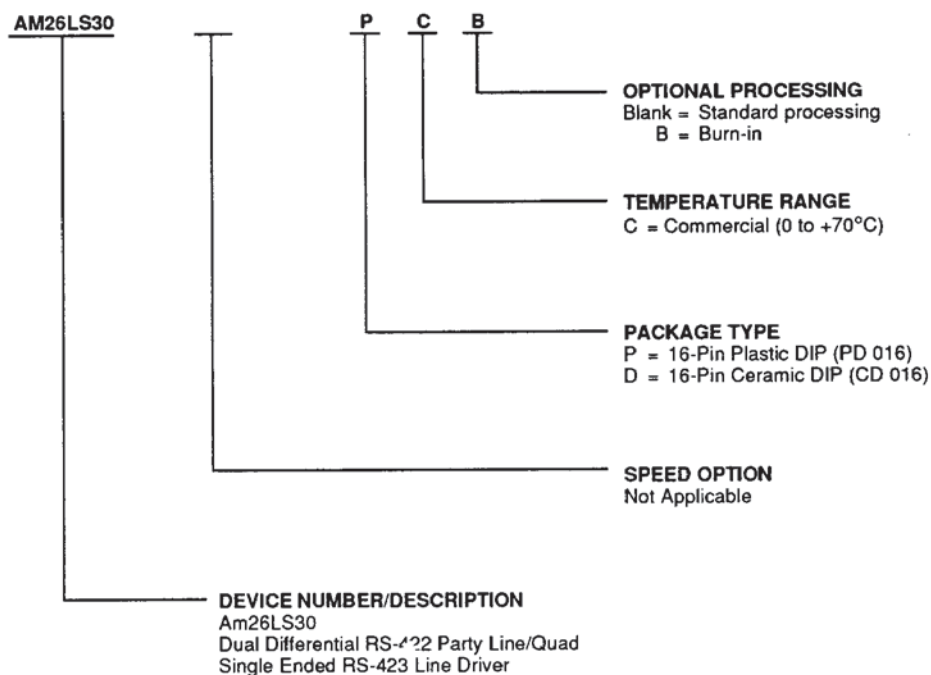 AM26LS30 P C B
OPTIONAL PROCESSING
Blank = Standard processing
B = Burn-in
TEMPERATURE RANGE
C = Commercial (0 to +70°C)
PACKAGE TYPE
P = 16-Pin Plastic DIP (PD 016)
D = 16-Pin Ceramic DIP (CD 016)
SPEED OPTION
Not Applicable
DEVICE NUMBER/DESCRIPTION
Am26LS30
Dual Differential RS-422 Party Line/Quad
Single Ended RS-423 Line Driver